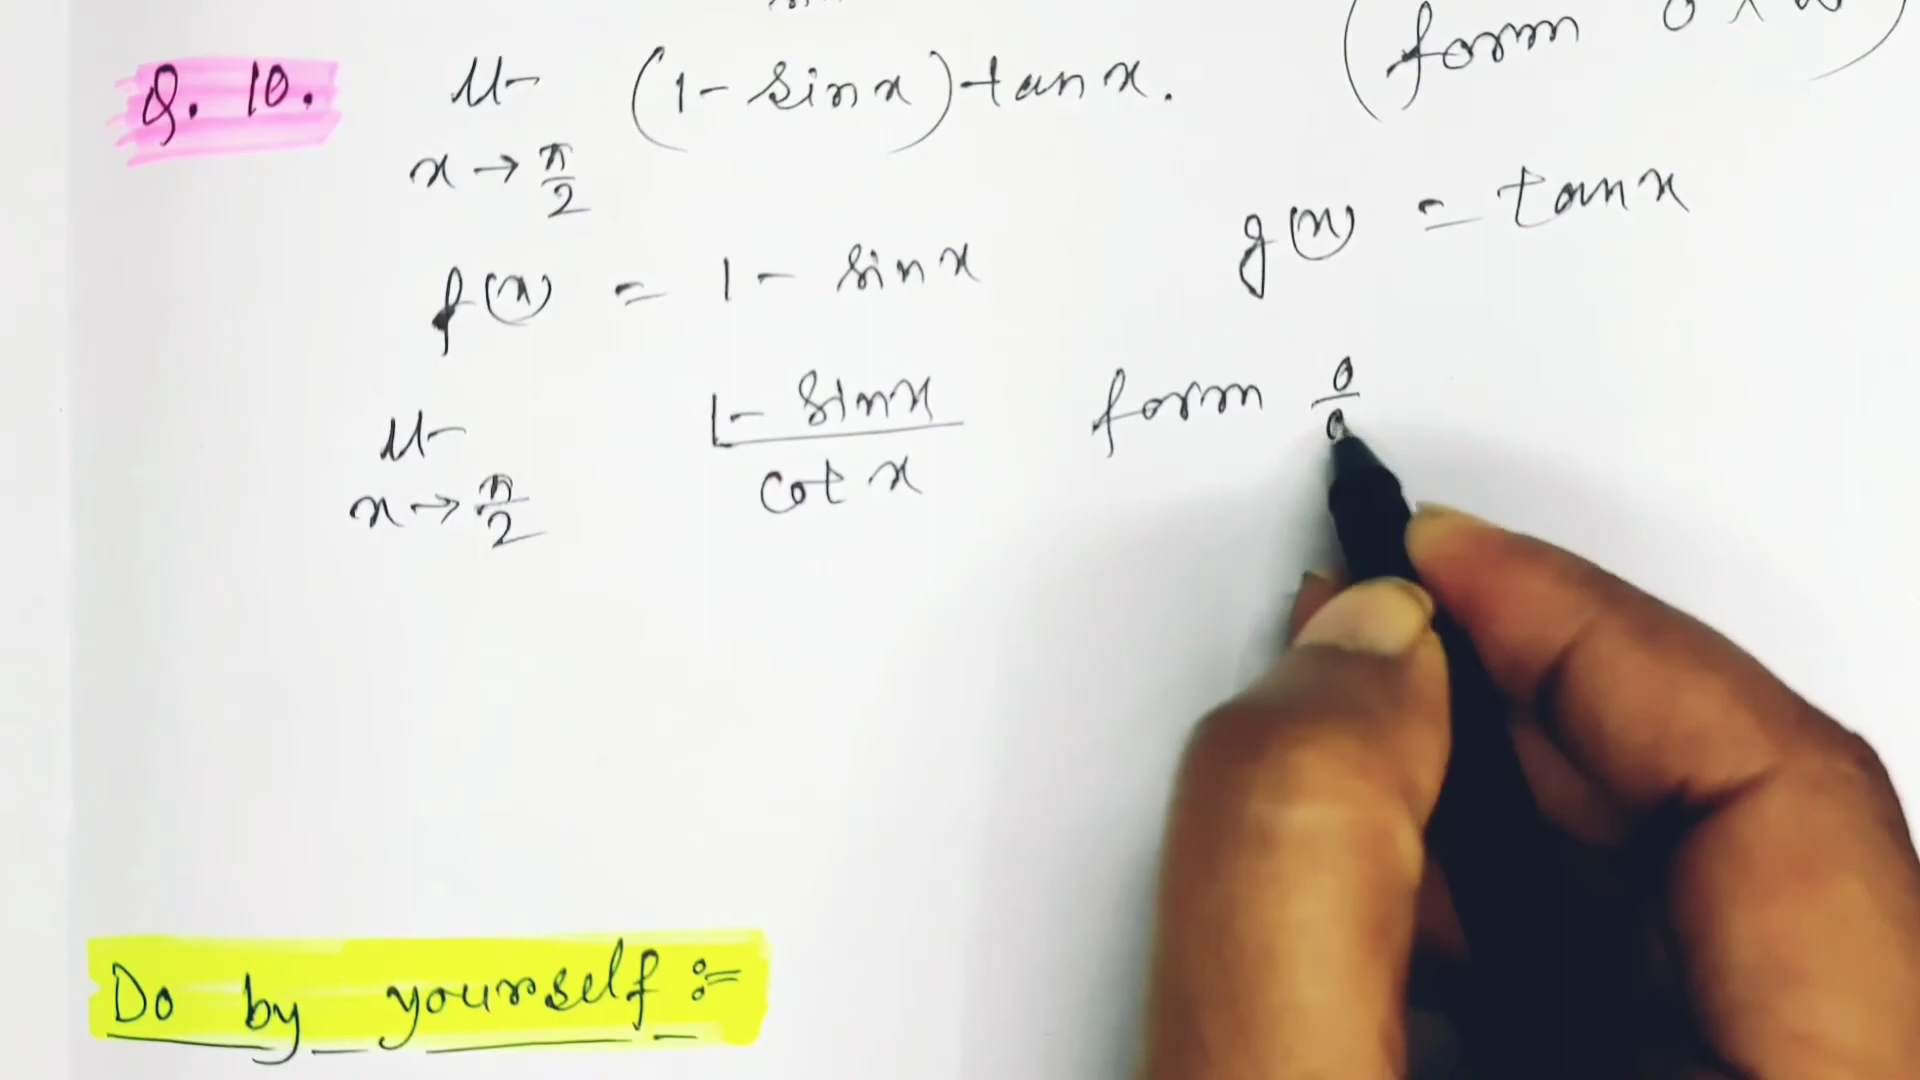 Q. 10. Lt (1 - sin x) tan x. (form 0 × ∞)
x → π/2
f(x) = 1 - sin x g(x) = tan x
Lt 1 - sin x / cot x form 0/0
x → π/2
Do by yourself :=